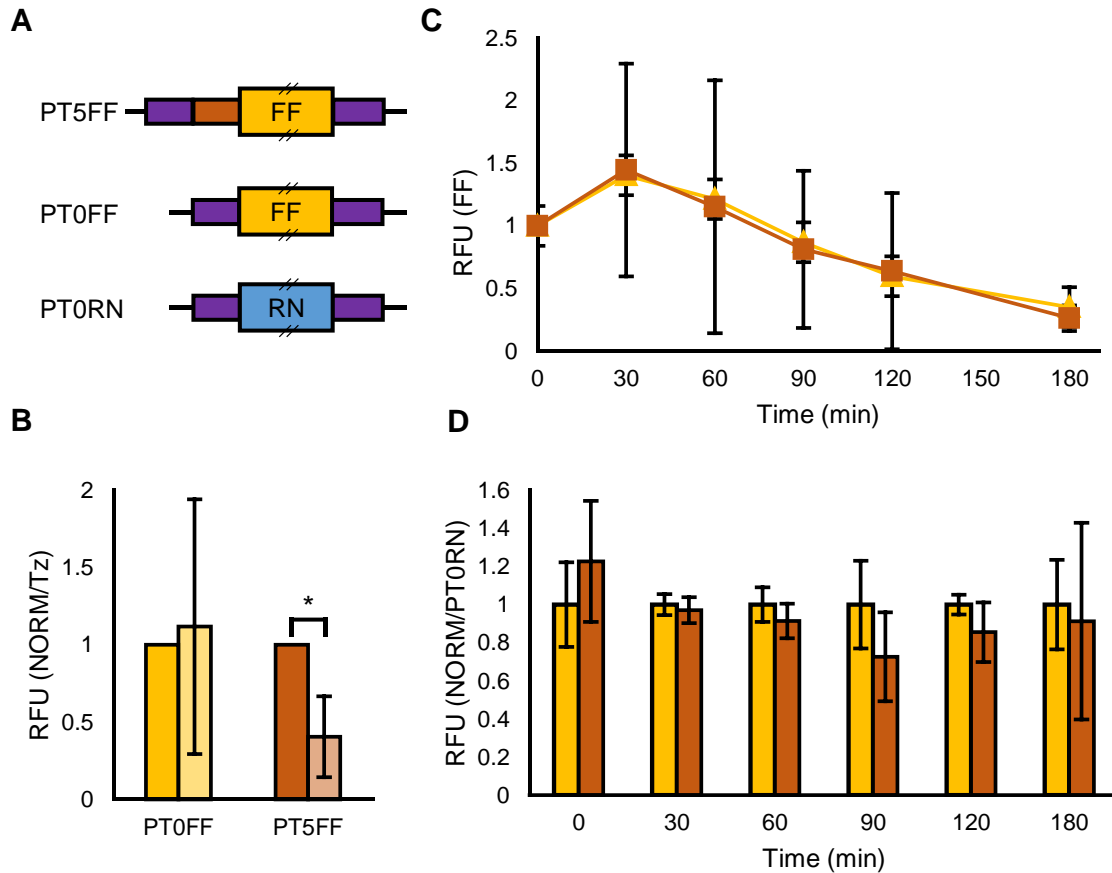 A
PT5FF
FF
PT0FF
FF
PT0RN
RN
B
RFU (NORM/Tz)
2
1.5
1
0.5
0
*
PT0FF
PT5FF
C
RFU (FF)
2.5
2
1.5
1
0.5
0
0
30
60
90
120
150
180
Time (min)
D
RFU (NORM/PT0RN)
1.6
1.4
1.2
1
0.8
0.6
0.4
0.2
0
0
30
60
90
120
180
Time (min)